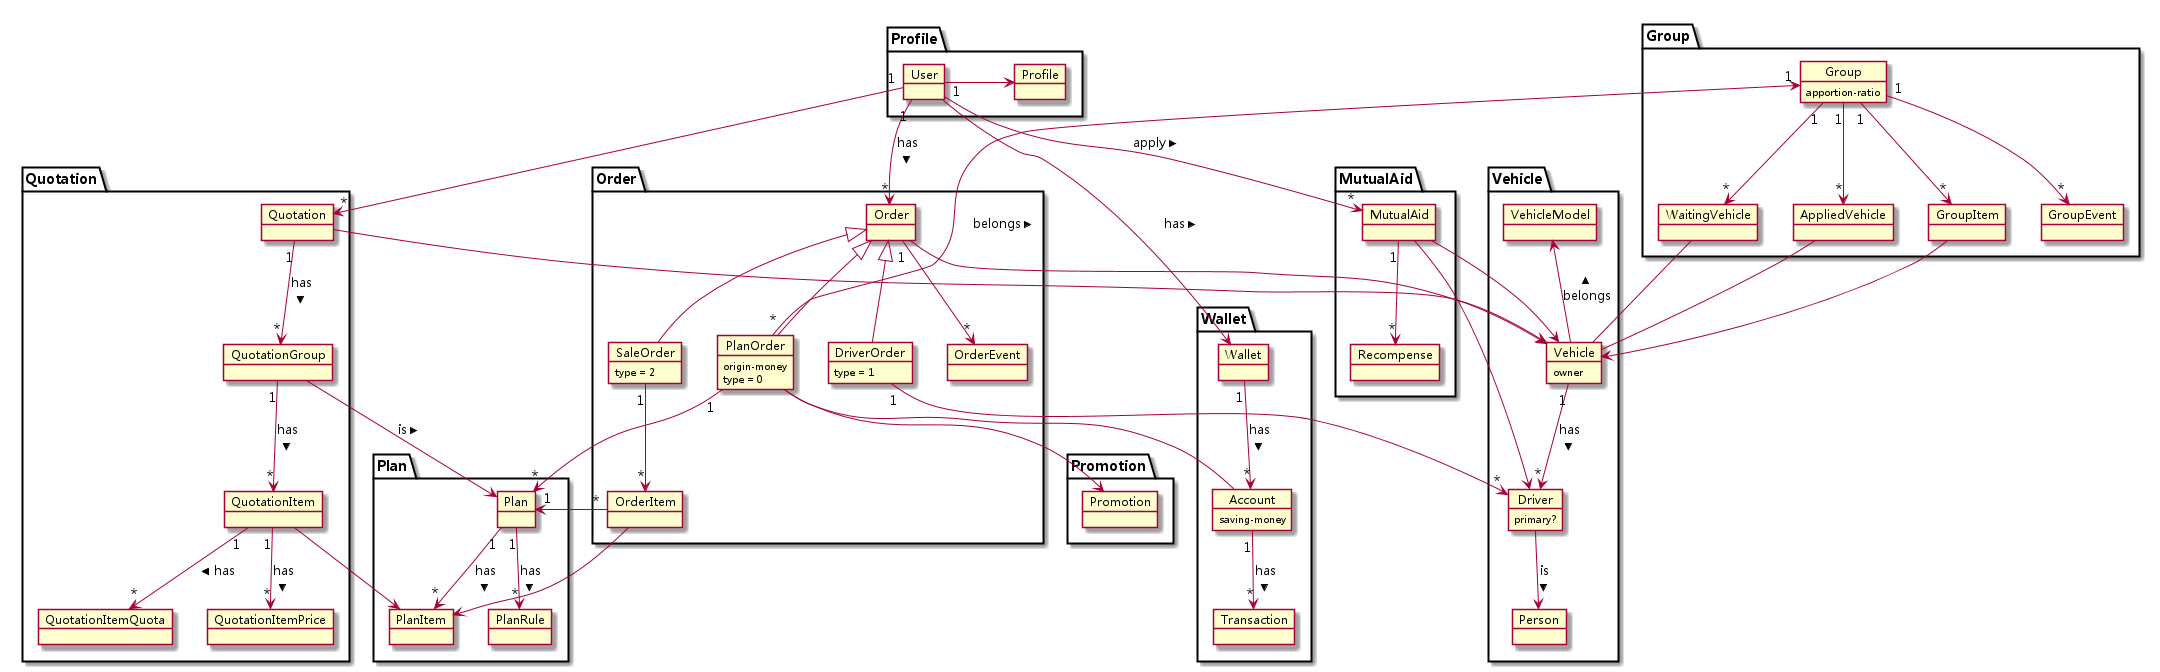 Profile
User
Profile
1
1
1
Group
Group
apportion-ratio
1
1
1
1
1
has
▼
apply ►
has ►
belongs ►
Quotation
Quotation
*
1
has
▼
*
QuotationGroup
1
has
▼
is ►
*
QuotationItem
1
1
◄ has
has
▼
*
*
QuotationItemQuota
QuotationItemPrice
Order
*
Order
1
SaleOrder
type = 2
*
PlanOrder
origin-money
type = 0
DriverOrder
type = 1
*
OrderEvent
1
1
1
*
*
OrderItem
Plan
*
Plan
1
1
1
has
▼
has
▼
*
*
PlanItem
PlanRule
Promotion
Promotion
MutualAid
*
MutualAid
1
*
Recompense
Wallet
Wallet
1
has
▼
*
Account
saving-money
1
has
▼
*
Transaction
Vehicle
VehicleModel
▲
belongs
Vehicle
owner
1
has
▼
*
*
Driver
primary?
is
▼
Person
*
*
*
*
WaitingVehicle
AppliedVehicle
GroupItem
GroupEvent